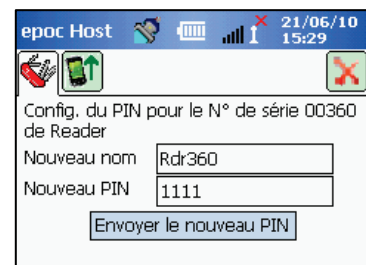 epoc Host 21/06/10
15:29
Config. du PIN pour le N° de série 00360
de Reader
Nouveau nom Rdr360
Nouveau PIN 1111
Envoyer le nouveau PIN